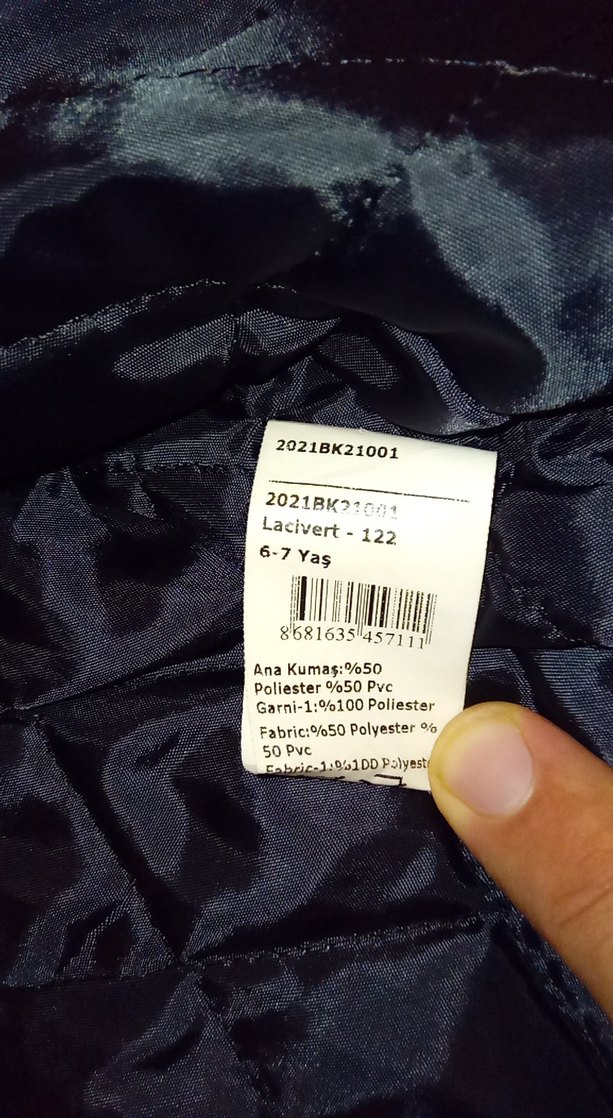 2021BK21001
2021BK21001
Lacivert - 122
6-7 Yaş
8 681635 457111
Ana Kumaş:%50
Poliester %50 Pvc
Garni-1:%100 Poliester
Fabric:%50 Polyester %
50 Pvc